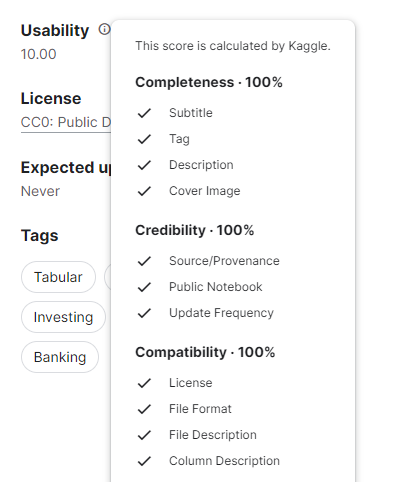 Usability
10.00
License
CC0: Public D
Expected up
Never
Tags
Tabular
Investing
Banking
This score is calculated by Kaggle.
Completeness · 100%
Subtitle
Tag
Description
Cover Image
Credibility · 100%
Source/Provenance
Public Notebook
Update Frequency
Compatibility · 100%
License
File Format
File Description
Column Description